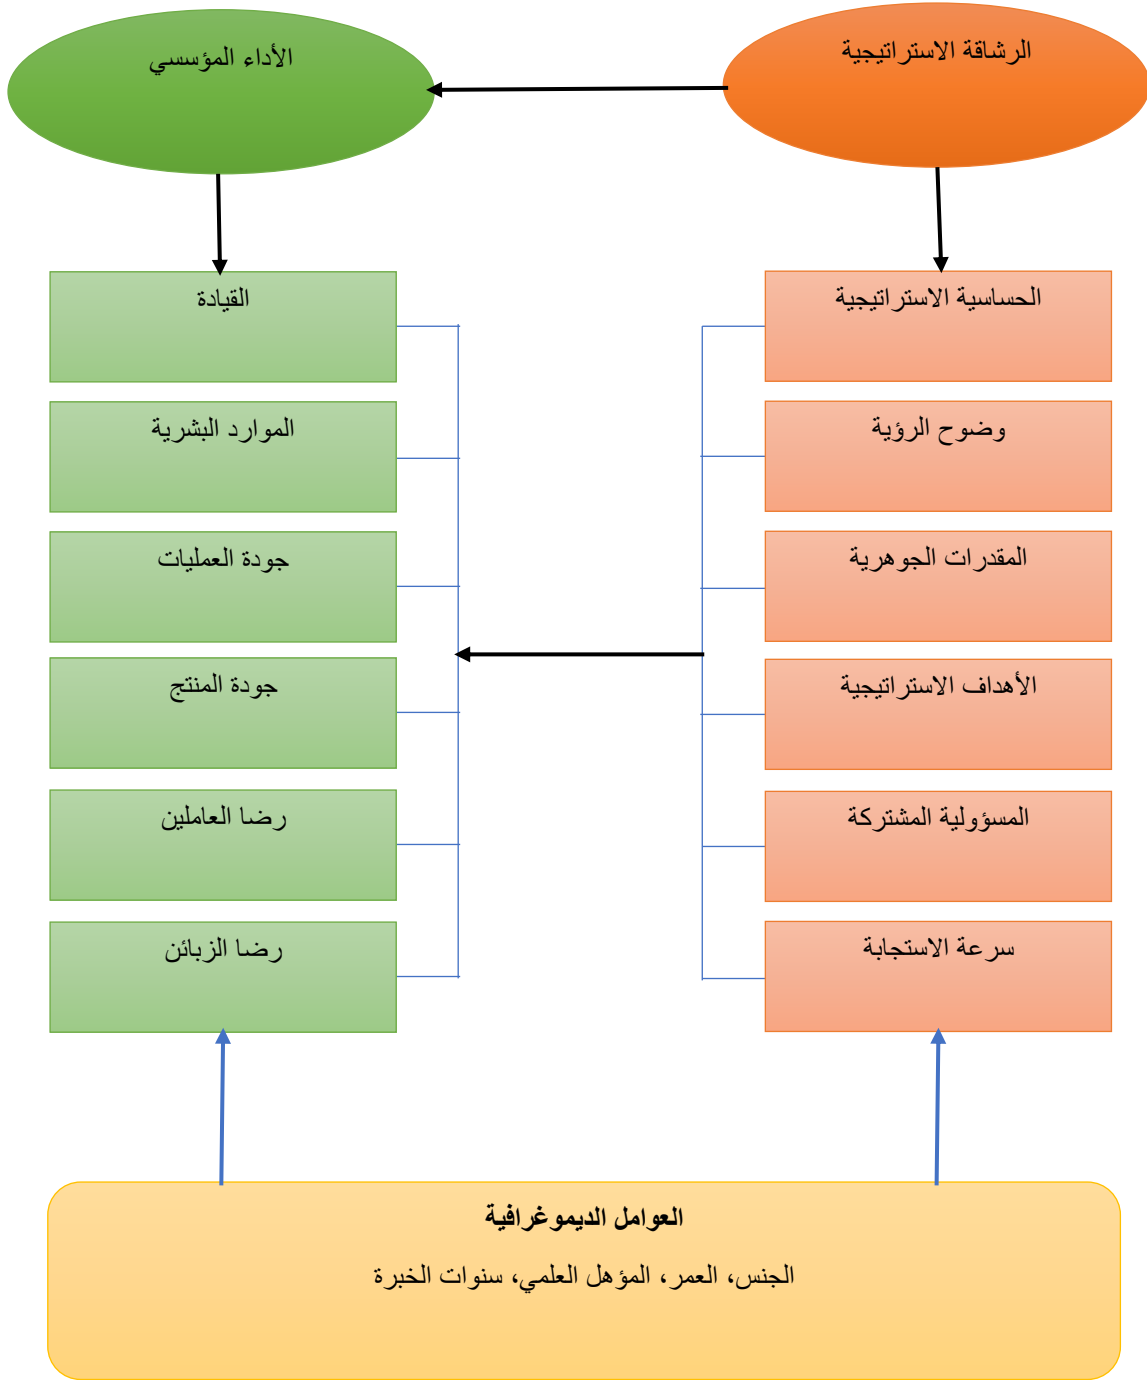 الرشاقة الاستراتيجية
الأداء المؤسسي
الحساسية الاستراتيجية
القيادة
وضوح الرؤية
الموارد البشرية
المقدرات الجوهرية
جودة العمليات
الأهداف الاستراتيجية
جودة المنتج
المسؤولية المشتركة
رضا العاملين
سرعة الاستجابة
رضا الزبائن
العوامل الديموغرافية
الجنس، العمر، المؤهل العلمي، سنوات الخبرة